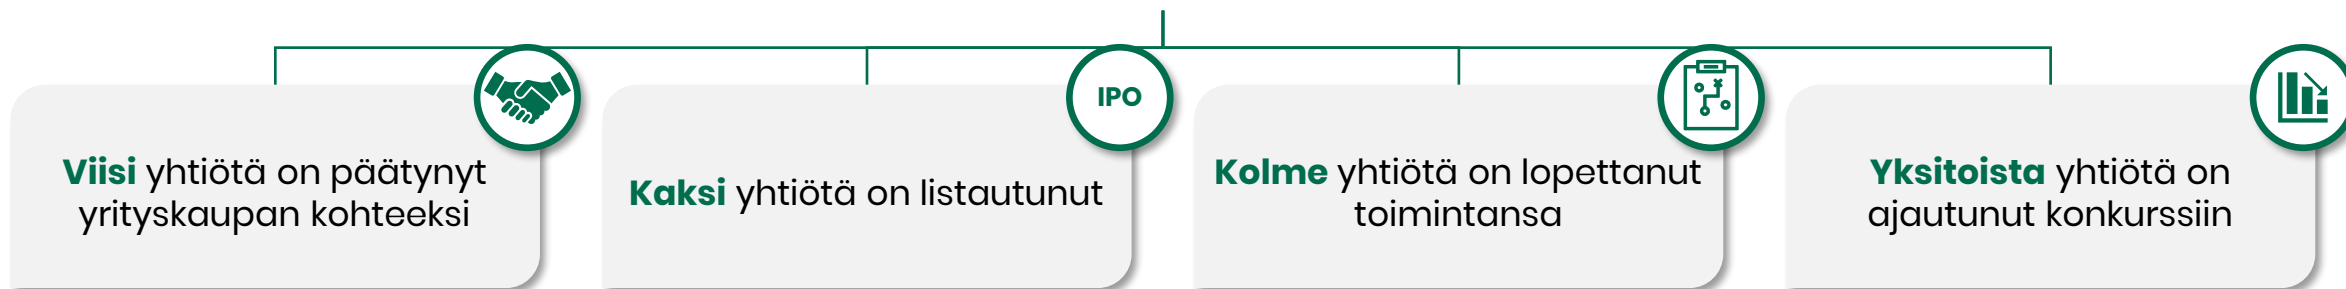 IPO
Viisi yhtiötä on päätynyt
yrityskaupan kohteeksi
Kaksi yhtiötä on listautunut
Kolme yhtiötä on lopettanut
toimintansa
Yksitoista yhtiötä on
ajautunut konkurssiin